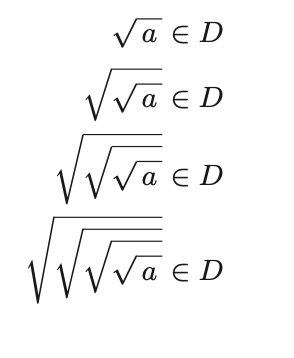 √a ∈ D
√√a ∈ D
√√√a ∈ D
√√√√a ∈ D